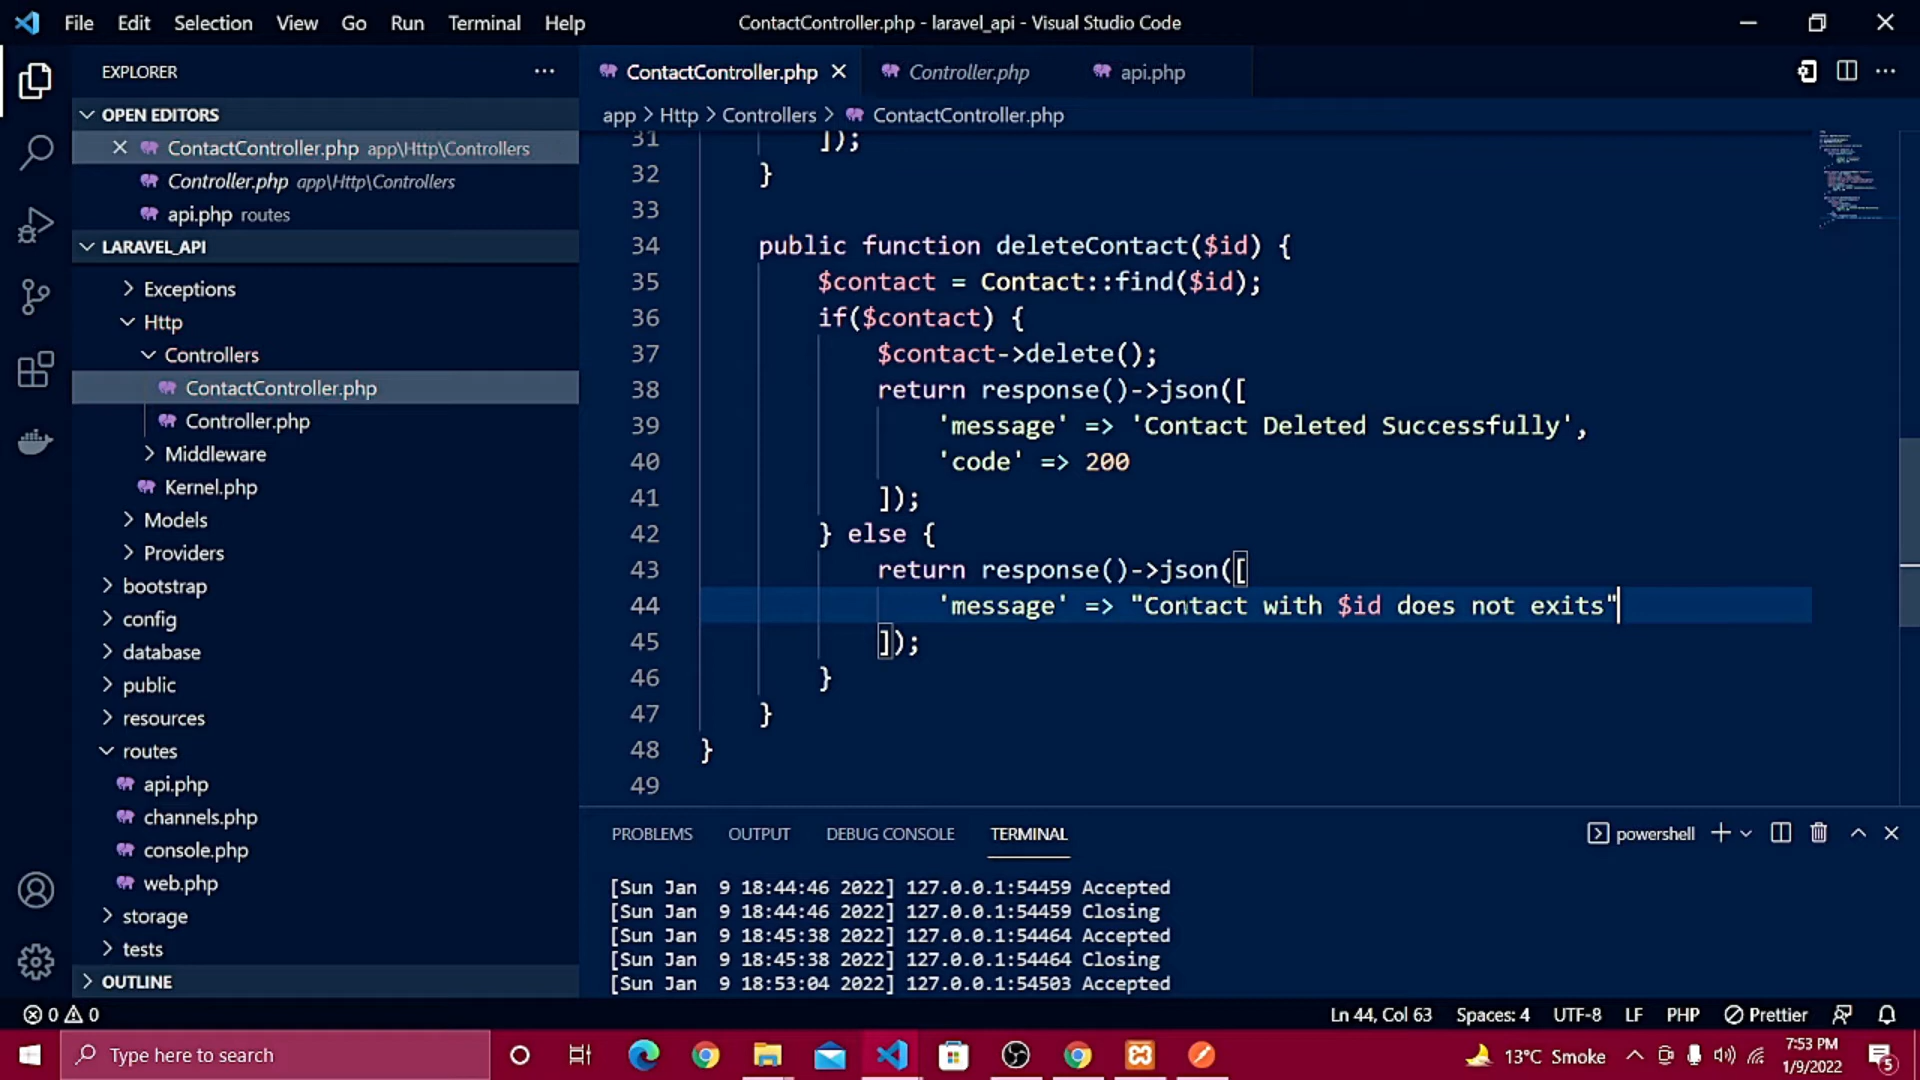 File Edit Selection View Go Run Terminal Help
ContactController.php - laravel_api - Visual Studio Code
EXPLORER
OPEN EDITORS
ContactController.php app\Http\Controllers
Controller.php app\Http\Controllers
api.php routes
LARAVEL_API
Exceptions
Http
Controllers
ContactController.php
Controller.php
Middleware
Kernel.php
Models
Providers
bootstrap
config
database
public
resources
routes
api.php
channels.php
console.php
web.php
storage
tests
OUTLINE
ContactController.php Controller.php api.php
app > Http > Controllers > ContactController.php
31 ]);
32 }
33
34 public function deleteContact($id) {
35 $contact = Contact::find($id);
36 if($contact) {
37 $contact->delete();
38 return response()->json([
39 'message' => 'Contact Deleted Successfully',
40 'code' => 200
41 ]);
42 } else {
43 return response()->json([
44 'message' => "Contact with $id does not exits"
45 ]);
46 }
47 }
48 }
49
PROBLEMS OUTPUT DEBUG CONSOLE TERMINAL powershell
[Sun Jan  9 18:44:46 2022] 127.0.0.1:54459 Accepted
[Sun Jan  9 18:44:46 2022] 127.0.0.1:54459 Closing
[Sun Jan  9 18:45:38 2022] 127.0.0.1:54464 Accepted
[Sun Jan  9 18:45:38 2022] 127.0.0.1:54464 Closing
[Sun Jan  9 18:53:04 2022] 127.0.0.1:54503 Accepted
0 0 Ln 44, Col 63 Spaces: 4 UTF-8 LF PHP Prettier
Type here to search
13°C Smoke
7:53 PM
1/9/2022
5